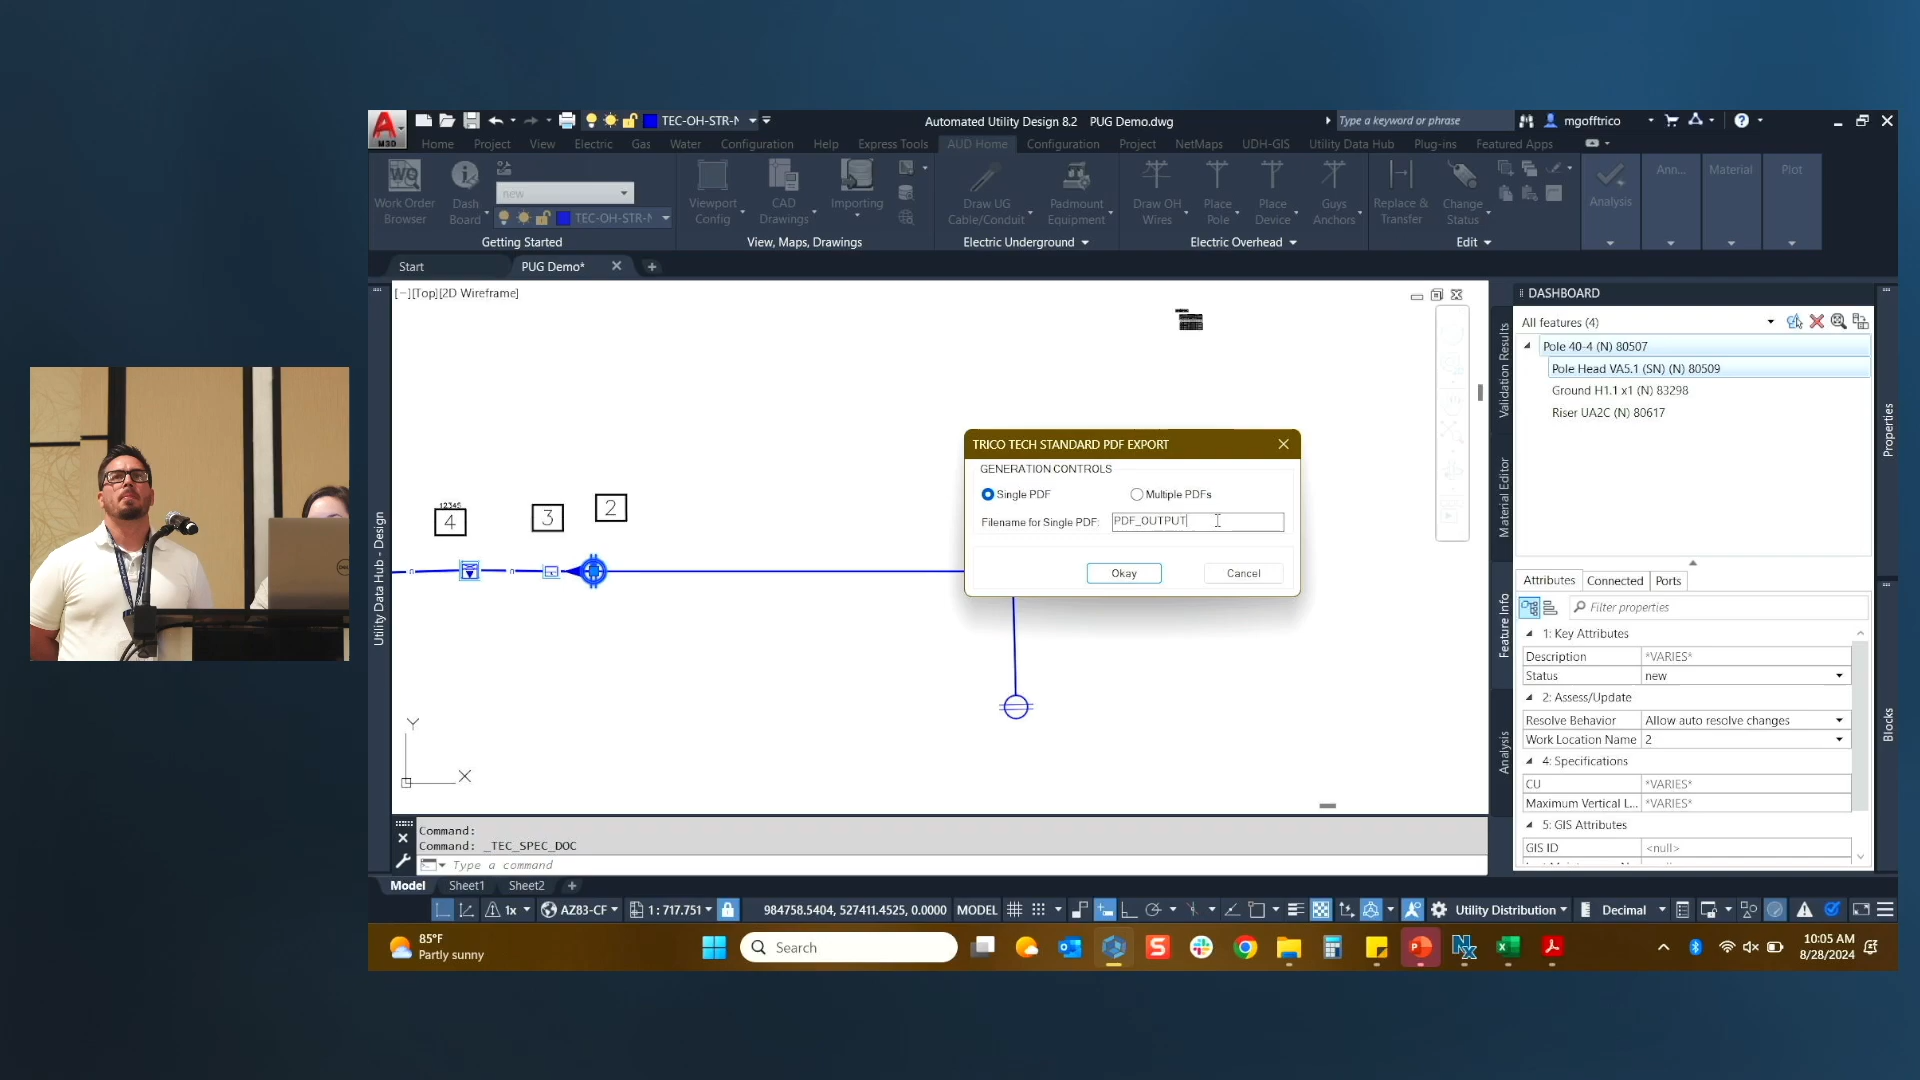 M3D
TEC-OH-STR-N
Automated Utility Design 8.2 PUG Demo.dwg
Type a keyword or phrase
mgofftrico
Home
Project
View
Electric
Gas
Water
Configuration
Help
Express Tools
AUD Home
Configuration
Project
NetMaps
UDH-GIS
Utility Data Hub
Plug-ins
Featured Apps
Work Order Browser
Dash Board
new
TEC-OH-STR-N
Getting Started
Viewport Config
CAD Drawings
Importing
View, Maps, Drawings
Draw UG Cable/Conduit
Padmount Equipment
Electric Underground
Draw OH Wires
Place Pole
Place Device
Guys Anchors
Electric Overhead
Replace & Transfer
Change Status
Edit
Analysis
Ann...
Material
Plot
Start
PUG Demo*
[−][Top][2D Wireframe]
12345
4
3
2
Y
X
Utility Data Hub - Design
TRICO TECH STANDARD PDF EXPORT
GENERATION CONTROLS
Single PDF
Multiple PDFs
Filename for Single PDF:
PDF_OUTPUT
Okay
Cancel
Validation Results
Material Editor
Feature Info
Analysis
DASHBOARD
All features (4)
Pole 40-4 (N) 80507
Pole Head VA5.1 (SN) (N) 80509
Ground H1.1 x1 (N) 83298
Riser UA2C (N) 80617
Attributes
Connected
Ports
Filter properties
1: Key Attributes
Description *VARIES*
Status new
2: Assess/Update
Resolve Behavior Allow auto resolve changes
Work Location Name 2
4: Specifications
CU *VARIES*
Maximum Vertical L... *VARIES*
5: GIS Attributes
GIS ID <null>
Properties
Blocks
Command:
Command: _TEC_SPEC_DOC
Type a command
Model
Sheet1
Sheet2
1x
AZ83-CF
1 : 717.751
984758.5404, 527411.4525, 0.0000
MODEL
Utility Distribution
Decimal
85°F
Partly sunny
Search
10:05 AM
8/28/2024